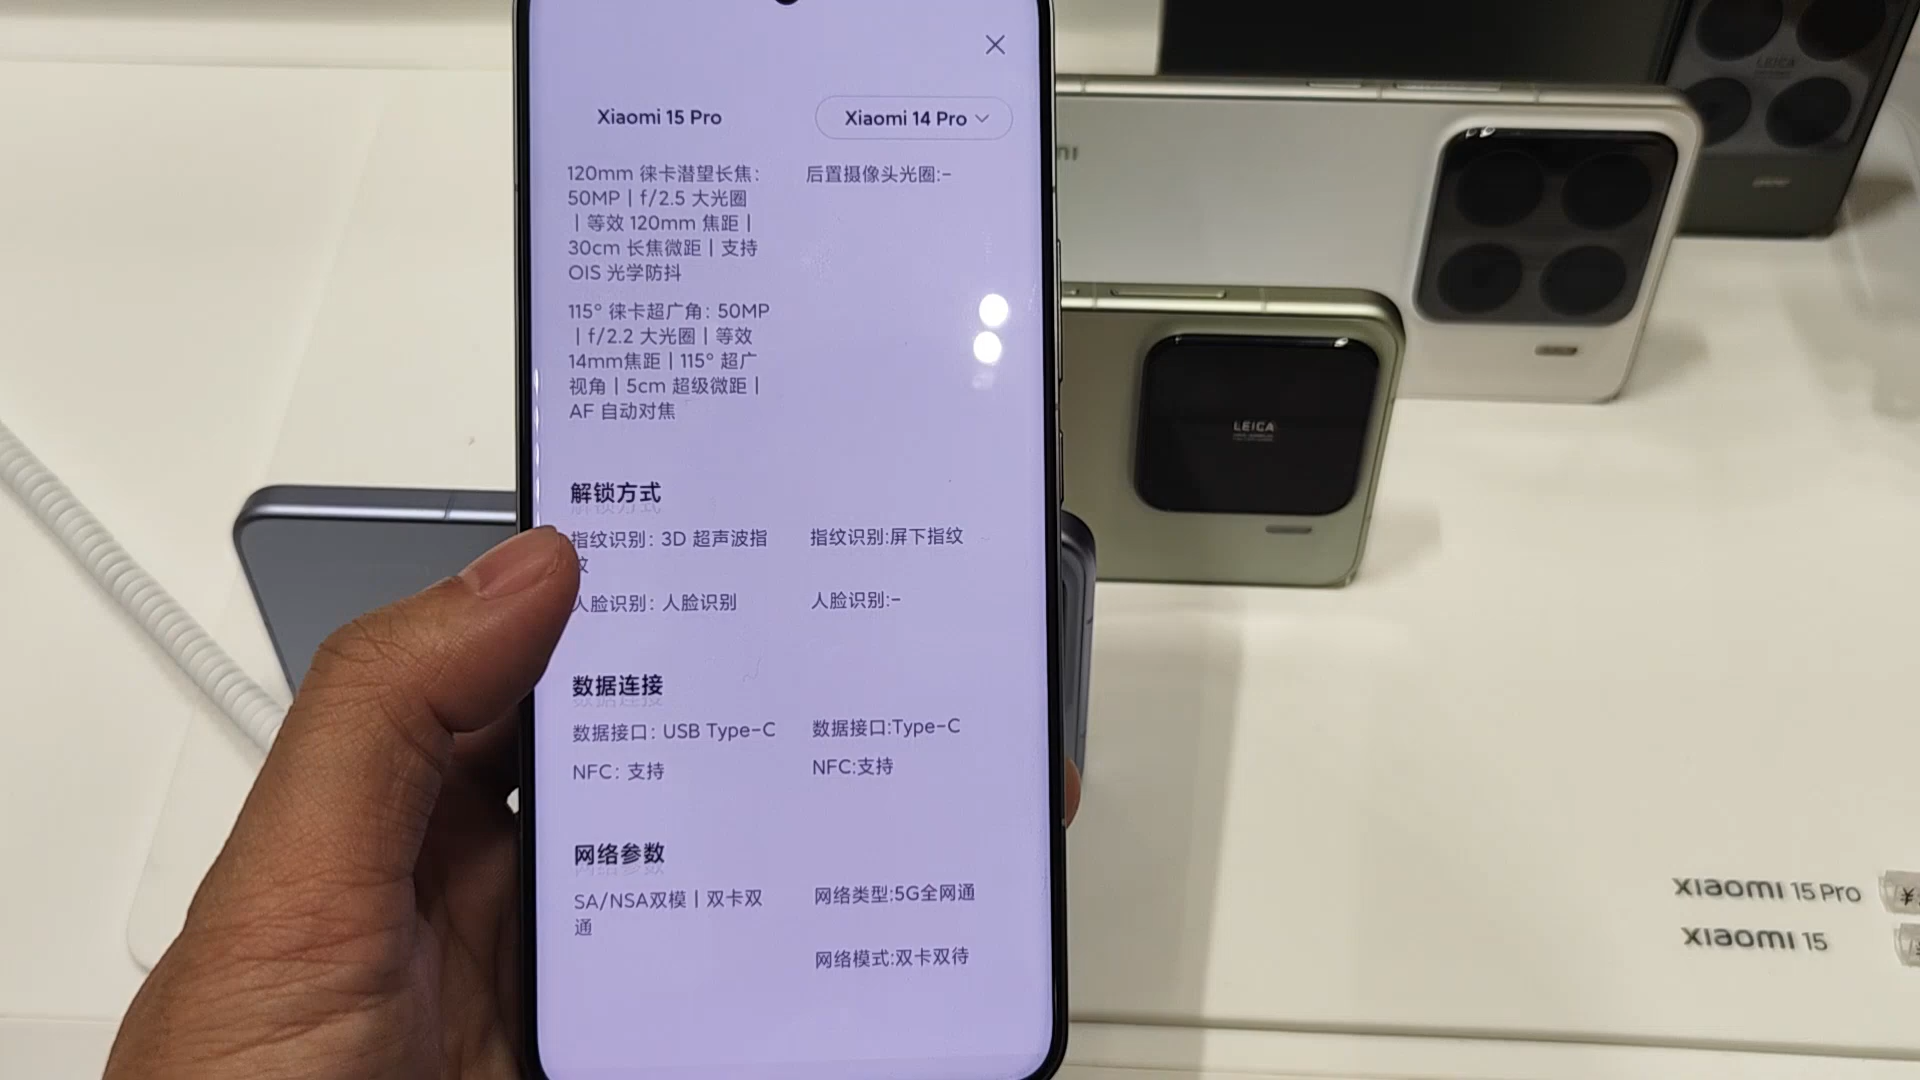 Xiaomi 15 Pro
Xiaomi 14 Pro
120mm 徕卡潜望长焦：
50MP | f/2.5 大光圈
| 等效 120mm 焦距 |
30cm 长焦微距 | 支持
OIS 光学防抖
后置摄像头光圈:-
115° 徕卡超广角：50MP
| f/2.2 大光圈 | 等效
14mm焦距 | 115° 超广
视角 | 5cm 超级微距 |
AF 自动对焦
解锁方式
指纹识别：3D 超声波指
纹
指纹识别:屏下指纹
人脸识别：人脸识别
人脸识别:-
数据连接
数据接口：USB Type-C
数据接口:Type-C
NFC：支持
NFC:支持
网络参数
SA/NSA双模 | 双卡双
通
网络类型:5G全网通
网络模式:双卡双待
LEICA
LEICA
xiaomi 15 Pro
¥
xiaomi 15